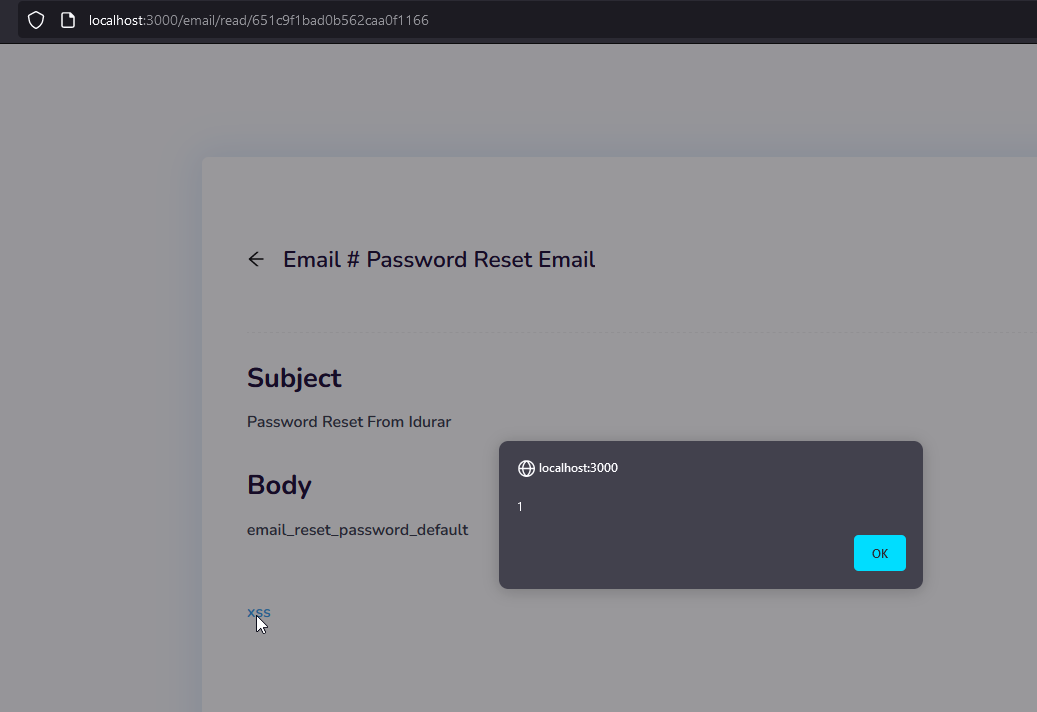 localhost:3000/email/read/651c9f1bad0b562caa0f1166
Email # Password Reset Email
Subject
Password Reset From Idurar
Body
email_reset_password_default
xss
localhost:3000
1
OK